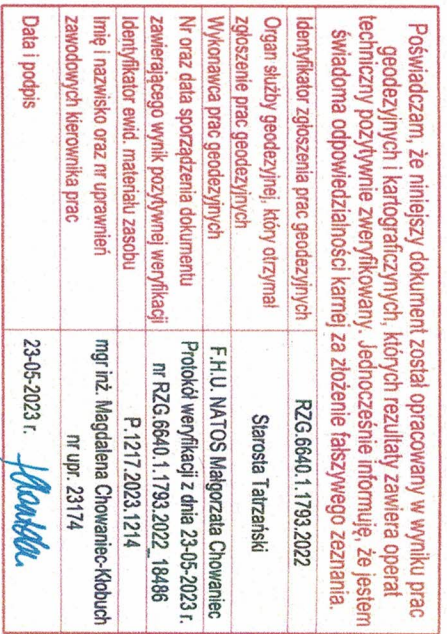 Poświadczam, że niniejszy dokument został opracowany w wyniku prac
geodezyjnych i kartograficznych, których rezultaty zawiera operat
techniczny pozytywnie zweryfikowany. Jednocześnie informuję, że jestem
świadoma odpowiedzialności karnej za złożenie fałszywego zeznania.
Identyfikator zgłoszenia prac geodezyjnych RZG.6640.1.1793.2022
Organ służby geodezyjnej, który otrzymał
zgłoszenie prac geodezyjnych
Starosta Tatrzański
Wykonawca prac geodezyjnych F.H.U. NATOS Małgorzata Chowaniec
Nr oraz data sporządzenia dokumentu
zawierającego wynik pozytywnej weryfikacji
Protokół weryfikacji z dnia 23-05-2023 r.
nr RZG.6640.1.1793.2022_18486
Identyfikator ewid. materiału zasobu P.1217.2023.1214
Imię i nazwisko oraz nr uprawnień
zawodowych kierownika prac
mgr inż. Magdalena Chowaniec-Kłobuch
nr upr. 23174
Data i podpis 23-05-2023 r.